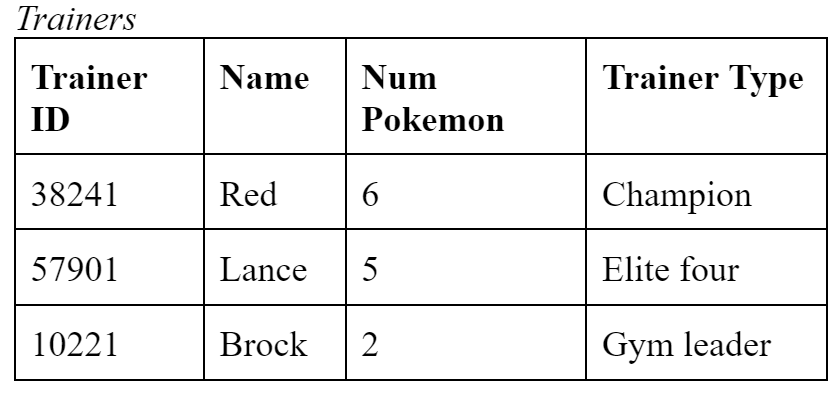 Trainers
Trainer Name Num Trainer Type
ID Pokemon
38241 Red 6 Champion
57901 Lance 5 Elite four
10221 Brock 2 Gym leader